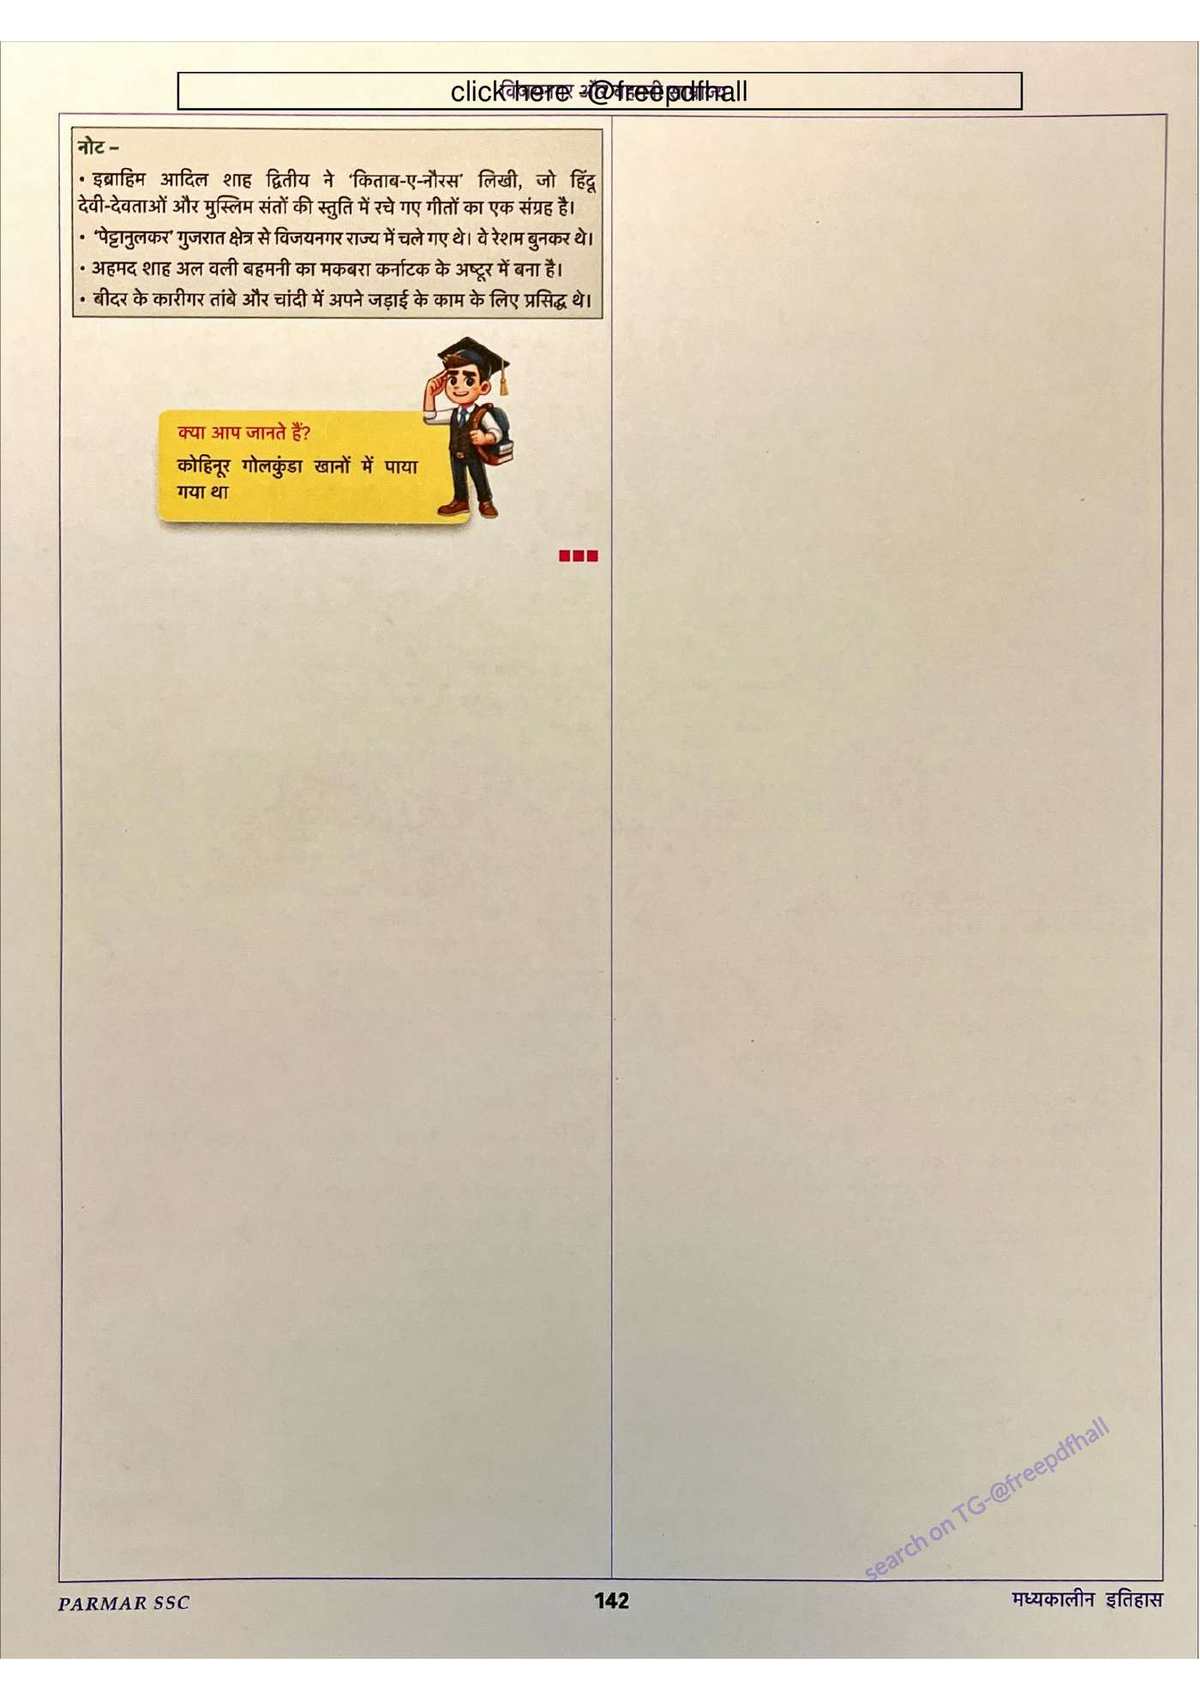 click here - @freepdfhall
नोट –
• इब्राहिम आदिल शाह द्वितीय ने ‘किताब-ए-नौरस’ लिखी, जो हिंदू
देवी-देवताओं और मुस्लिम संतों की स्तुति में रचे गए गीतों का एक संग्रह है।
• ‘पेट्टानुलकर’ गुजरात क्षेत्र से विजयनगर राज्य में चले गए थे। वे रेशम बुनकर थे।
• अहमद शाह अल वली बहमनी का मकबरा कर्नाटक के अष्टूर में बना है।
• बीदर के कारीगर तांबे और चांदी में अपने जड़ाई के काम के लिए प्रसिद्ध थे।
क्या आप जानते हैं?
कोहिनूर गोलकुंडा खानों में पाया
गया था
search on TG-@freepdfhall
PARMAR SSC
142
मध्यकालीन इतिहास